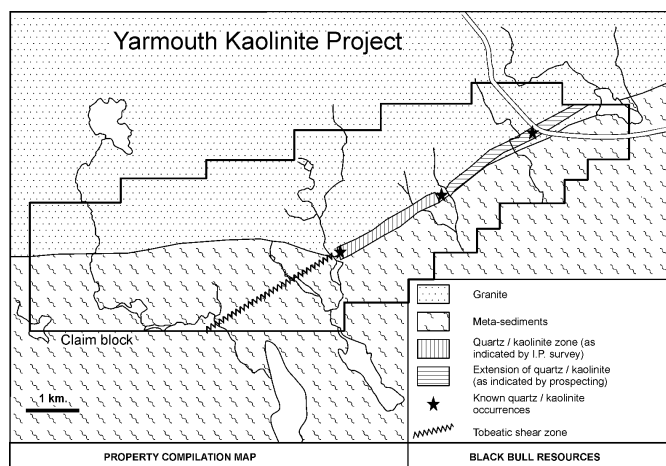 Yarmouth Kaolinite Project
Claim block
1 km.
Granite
Meta-sediments
Quartz / kaolinite zone (as
indicated by I.P. survey)
Extension of quartz / kaolinite
(as indicated by prospecting)
Known quartz / kaolinite
occurrences
Tobeatic shear zone
PROPERTY COMPILATION MAP
BLACK BULL RESOURCES